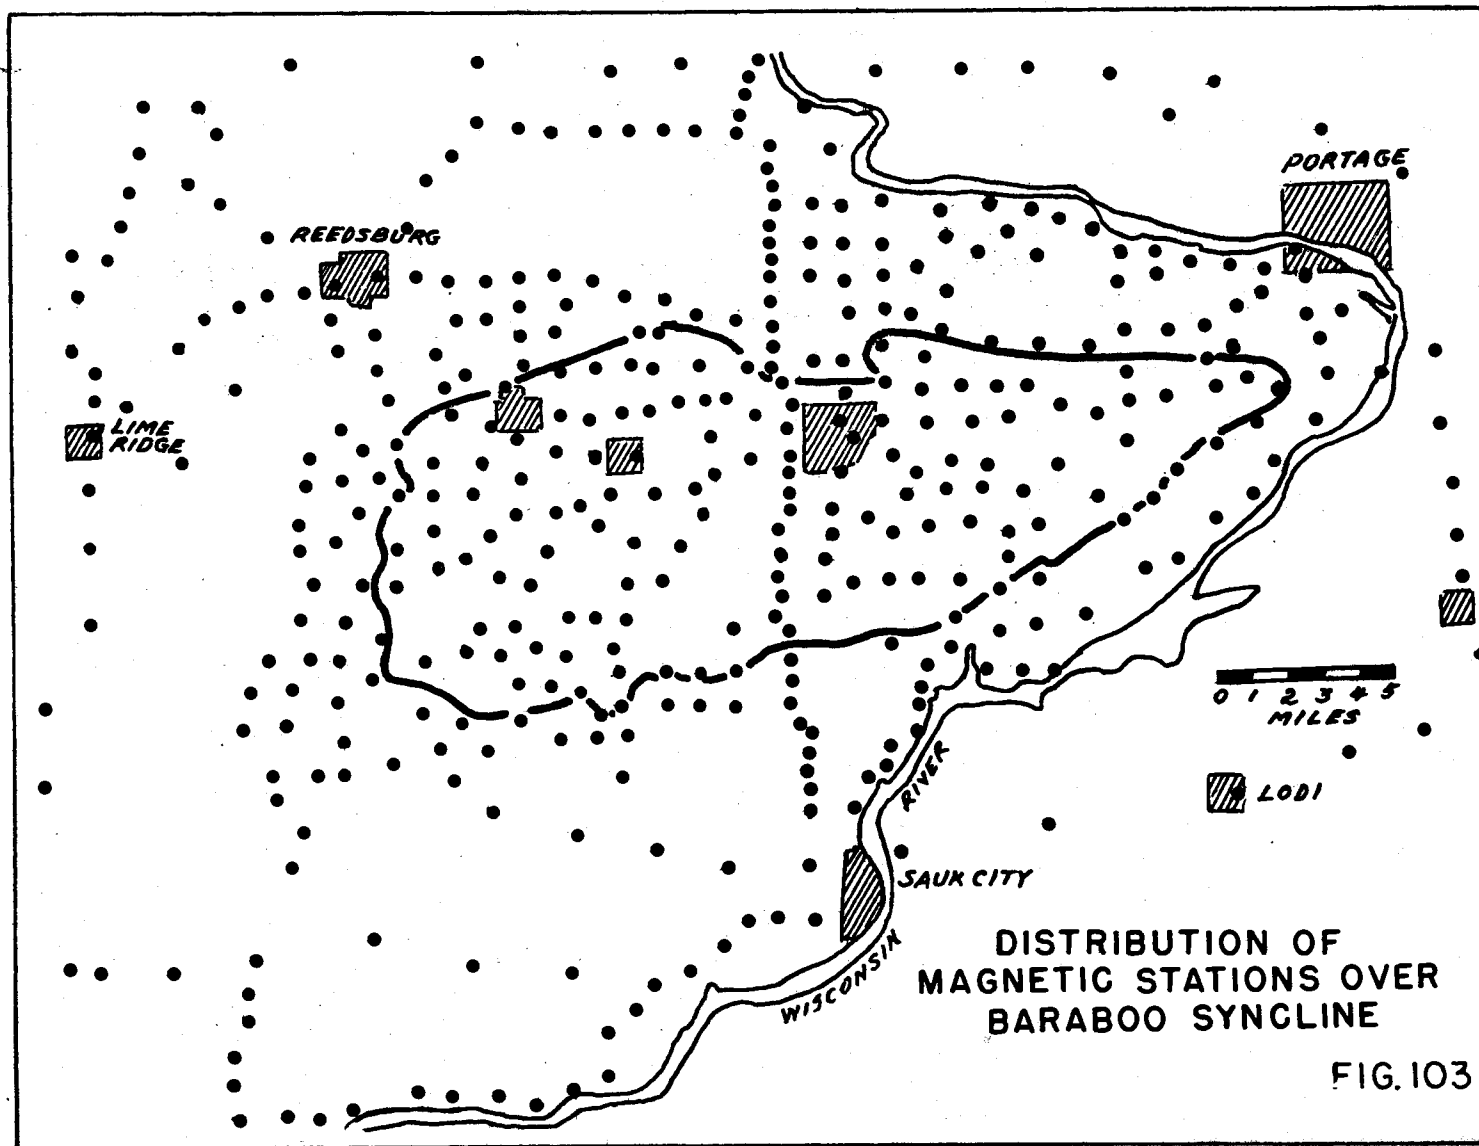 PORTAGE
REEDSBURG
LIME
RIDGE
0 1 2 3 4 5
MILES
LODI
RIVER
SAUK CITY
WISCONSIN
DISTRIBUTION OF
MAGNETIC STATIONS OVER
BARABOO SYNCLINE
FIG. 103